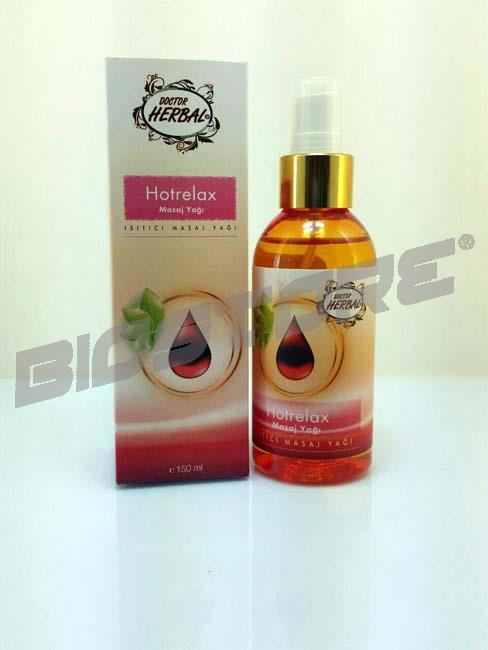 DOCTOR
HERBAL
Hotrelax
Masaj Yağı
ISITICI MASAJ YAĞI
℮150 ml
DOCTOR
HERBAL
Hotrelax
Masaj Yağı
ISITICI MASAJ YAĞI
BIOSTORE®